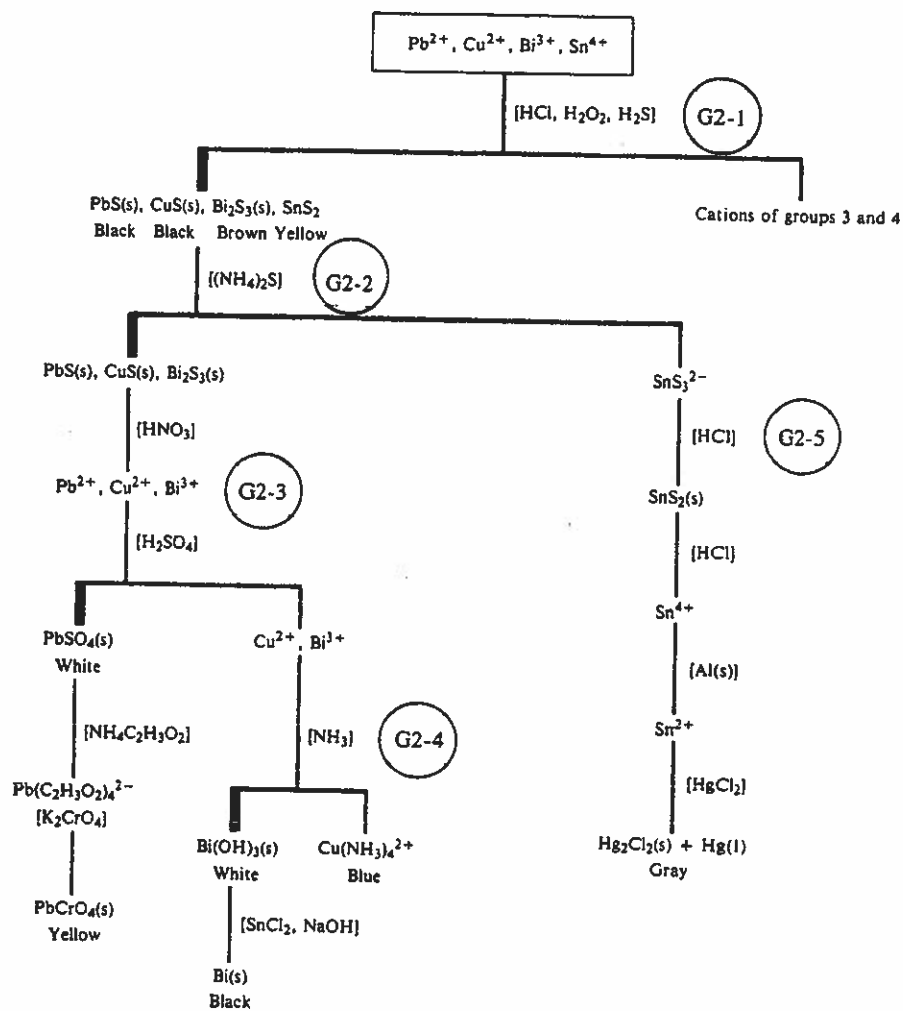 Pb²⁺, Cu²⁺, Bi³⁺, Sn⁴⁺
[HCl, H₂O₂, H₂S]
G2-1
PbS(s), CuS(s), Bi₂S₃(s), SnS₂
Black Black Brown Yellow
Cations of groups 3 and 4
[(NH₄)₂S]
G2-2
PbS(s), CuS(s), Bi₂S₃(s)
SnS₃²⁻
[HNO₃]
[HCl]
G2-5
Pb²⁺, Cu²⁺, Bi³⁺
G2-3
SnS₂(s)
[H₂SO₄]
[HCl]
PbSO₄(s)
White
Cu²⁺, Bi³⁺
Sn⁴⁺
[Al(s)]
[NH₄C₂H₃O₂]
[NH₃]
G2-4
Sn²⁺
Pb(C₂H₃O₂)₄²⁻
[K₂CrO₄]
[HgCl₂]
Bi(OH)₃(s)
White
Cu(NH₃)₄²⁺
Blue
Hg₂Cl₂(s) + Hg(l)
Gray
PbCrO₄(s)
Yellow
[SnCl₂, NaOH]
Bi(s)
Black